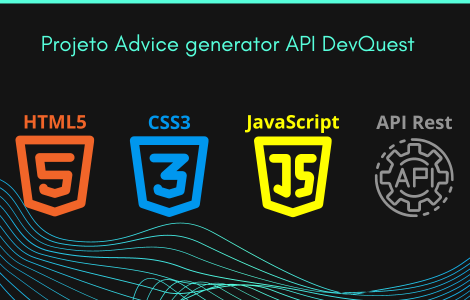 Projeto Advice generator API DevQuest
HTML5 CSS3 JavaScript API Rest
5 3 JS API